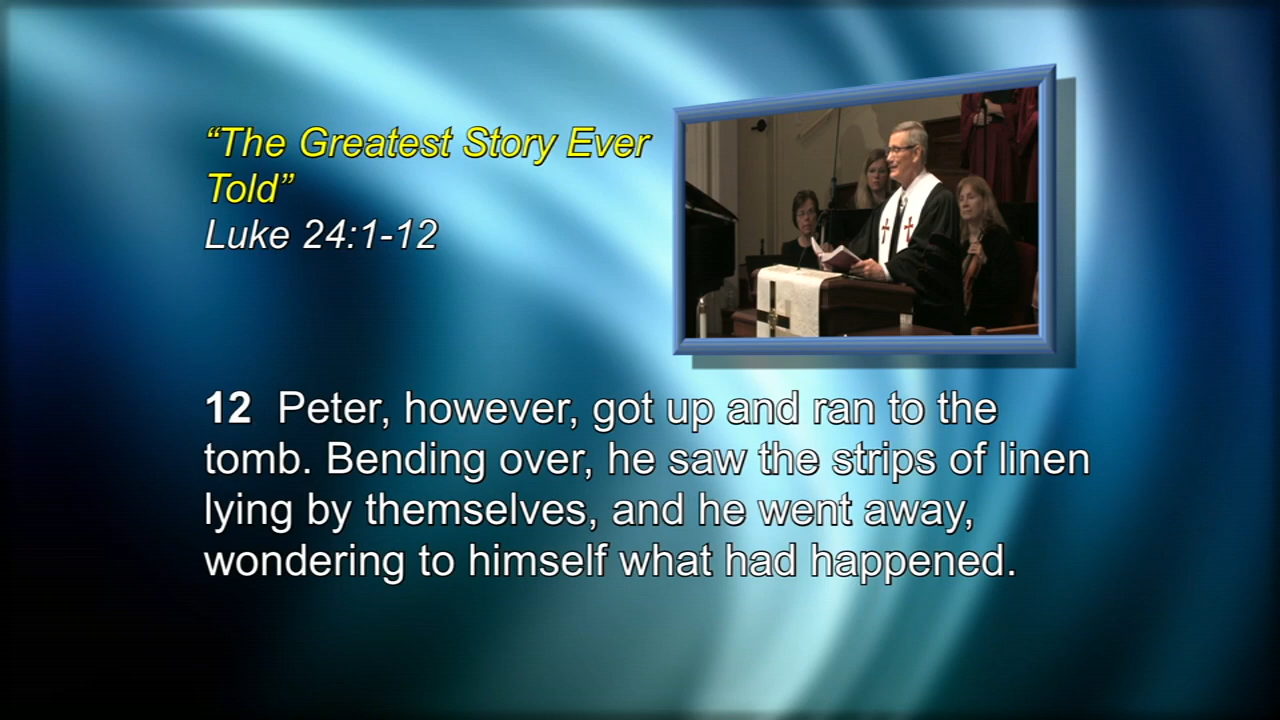 “The Greatest Story Ever
Told”
Luke 24:1-12
12 Peter, however, got up and ran to the
tomb. Bending over, he saw the strips of linen
lying by themselves, and he went away,
wondering to himself what had happened.